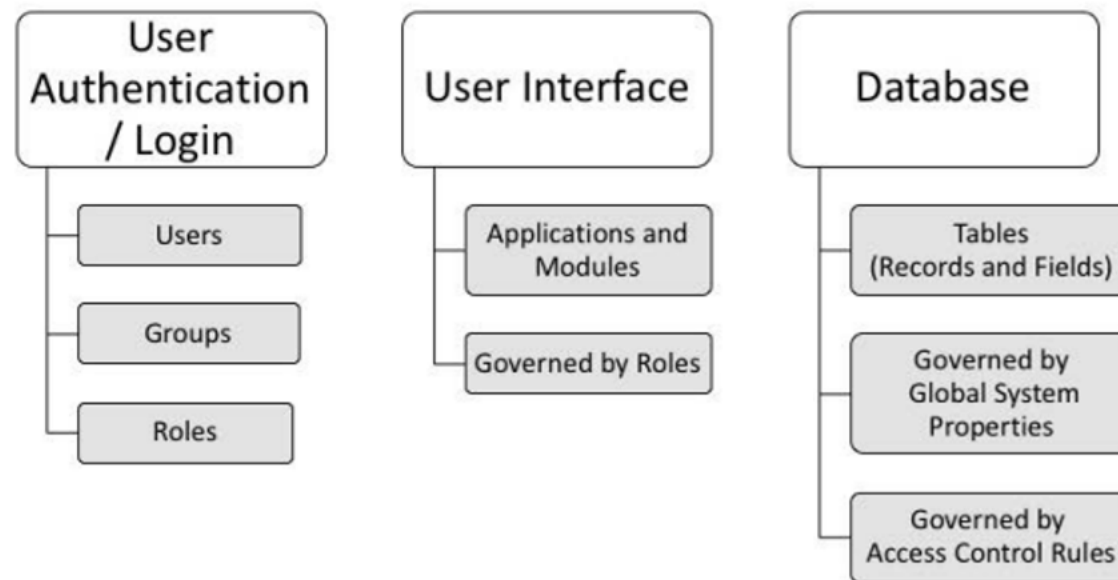 User
Authentication
/ Login
Users
Groups
Roles
User Interface
Applications and
Modules
Governed by Roles
Database
Tables
(Records and Fields)
Governed by
Global System
Properties
Governed by
Access Control Rules